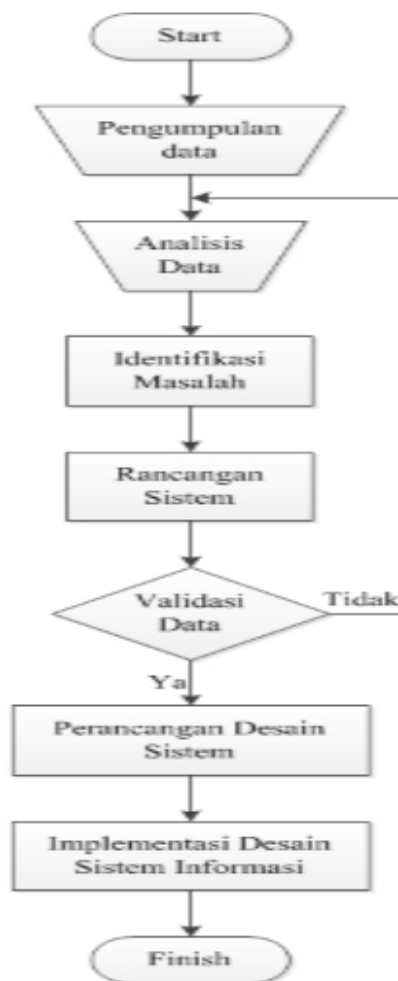 Start
Pengumpulan
data
Analisis
Data
Identifikasi
Masalah
Rancangan
Sistem
Validasi
Data
Tidak
Ya
Perancangan Desain
Sistem
Implementasi Desain
Sistem Informasi
Finish